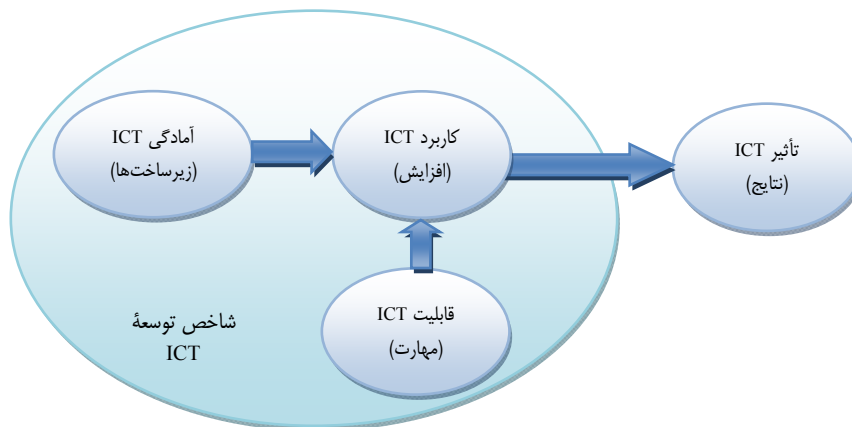 آمادگی ICT
(زیرساخت‌ها)
کاربرد ICT
(افزایش)
تأثیر ICT
(نتایج)
قابلیت ICT
(مهارت)
شاخص توسعهٔ
ICT